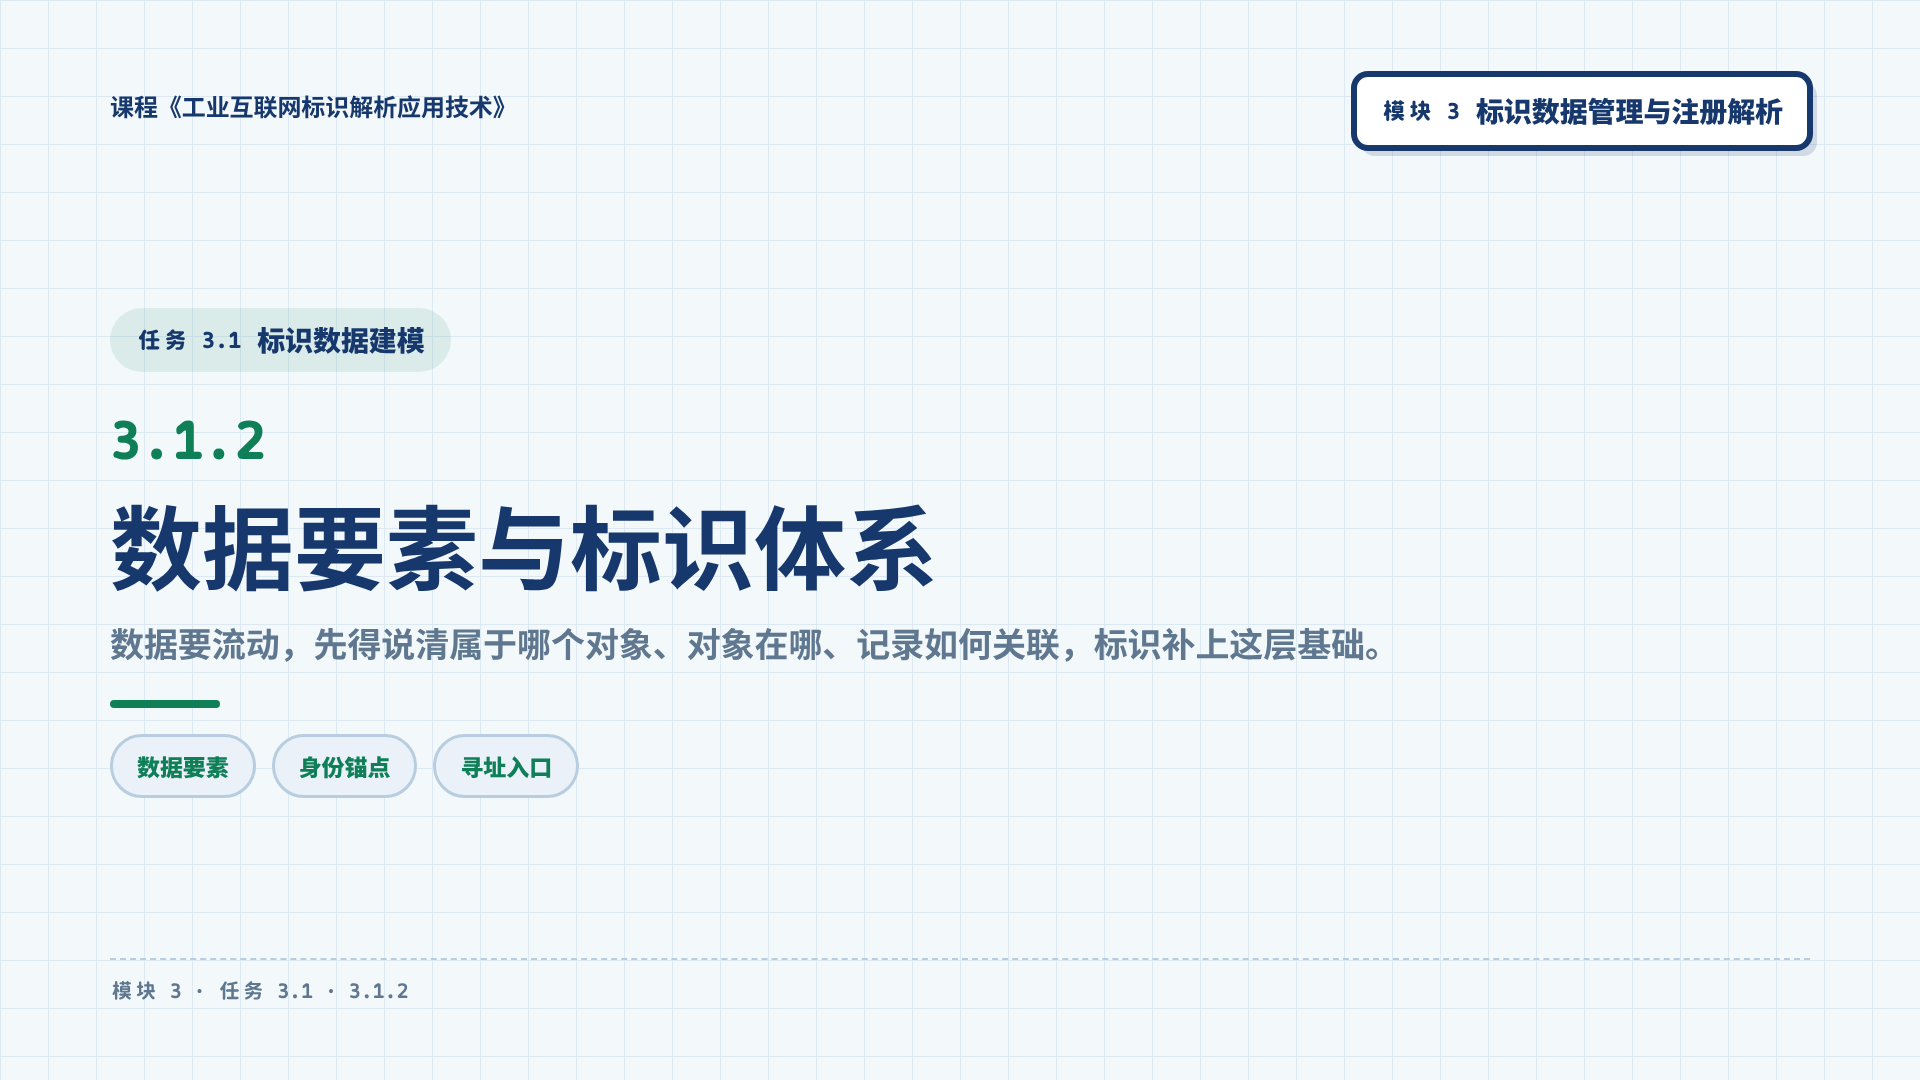 课程《工业互联网标识解析应用技术》
模块 3 标识数据管理与注册解析
任务 3.1 标识数据建模
3.1.2
数据要素与标识体系
数据要流动，先得说清属于哪个对象、对象在哪、记录如何关联，标识补上这层基础。
数据要素
身份锚点
寻址入口
模块 3 · 任务 3.1 · 3.1.2